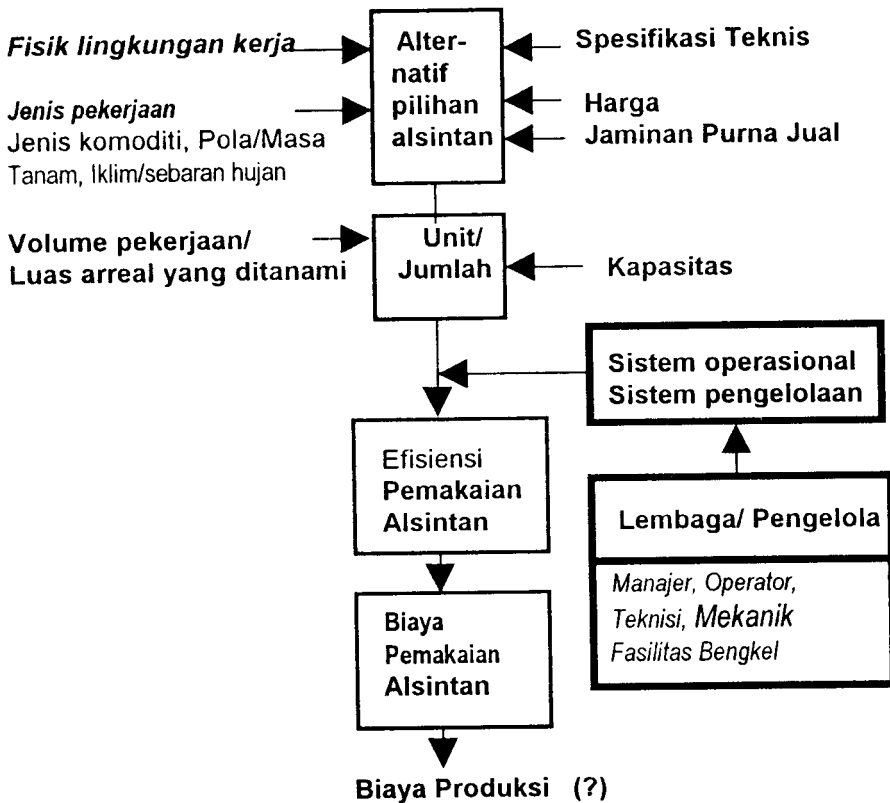 Fisik lingkungan kerja
Jenis pekerjaan
Jenis komoditi, Pola/Masa
Tanam, Iklim/sebaran hujan
Alter-
natif
pilihan
alsintan
Spesifikasi Teknis
Harga
Jaminan Purna Jual
Volume pekerjaan/
Luas arreal yang ditanami
Unit/
Jumlah
Kapasitas
Sistem operasional
Sistem pengelolaan
Efisiensi
Pemakaian
Alsintan
Lembaga/ Pengelola
Manajer, Operator,
Teknisi, Mekanik
Fasilitas Bengkel
Biaya
Pemakaian
Alsintan
Biaya Produksi (?)